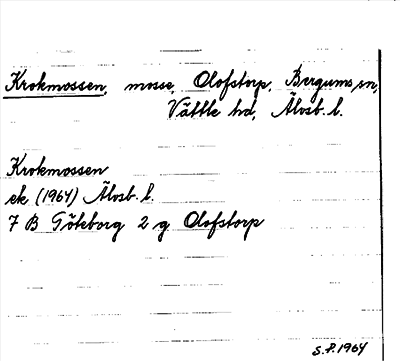 Krokmossen, mosse, Olofstorp, Bergums sn,
Vättle hd, Älvsb. l.
Krokmossen
ek (1964) Älvsb. l.
7 B Göteborg 2 g Olofstorp
S.P. 1964